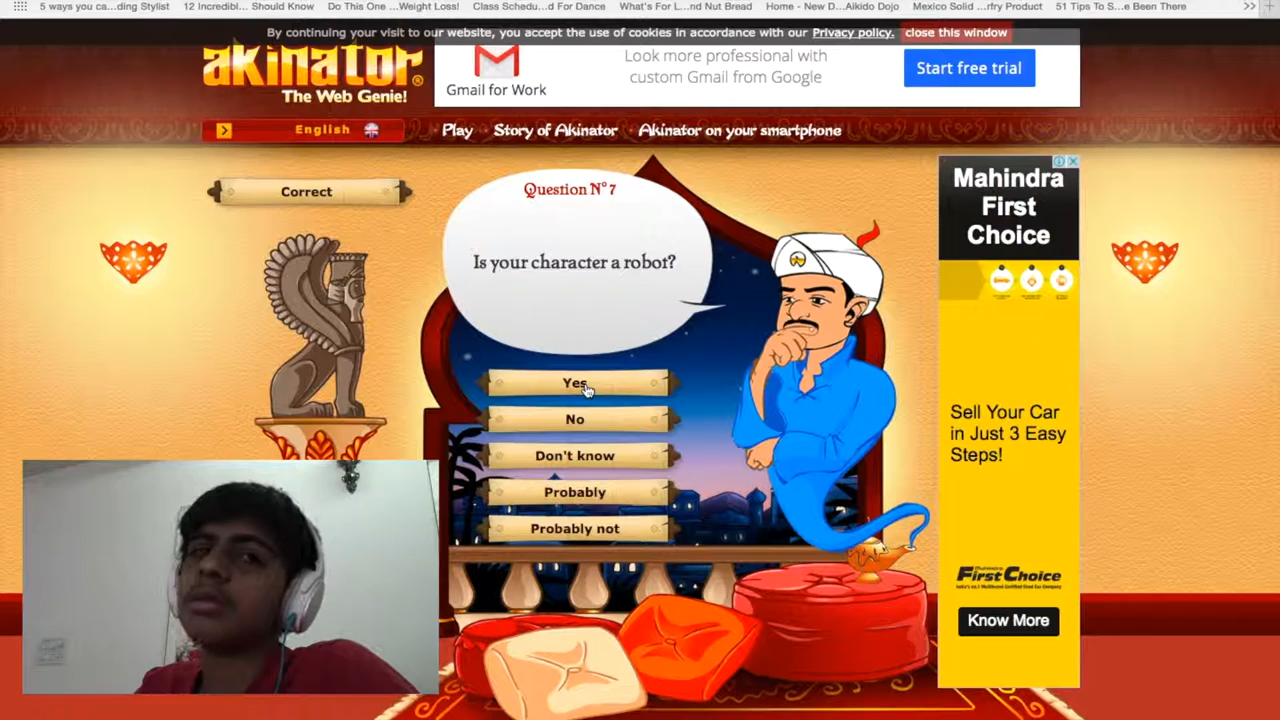 5 ways you ca...ding Stylist
12 Incredibl... Should Know
Do This One ...Weight Loss!
Class Schedu...d For Dance
What's For L...nd Nut Bread
Home - New D...Aikido Dojo
Mexico Solid ...rfry Product
51 Tips To S...e Been There
By continuing your visit to our website, you accept the use of cookies in accordance with our Privacy policy.
close this window
akinator®
The Web Genie!
Gmail for Work
Look more professional with
custom Gmail from Google
Start free trial
English
Play
Story of Akinator
Akinator on your smartphone
Correct
Question N° 7
Is your character a robot?
Yes
No
Don't know
Probably
Probably not
Mahindra
First
Choice
Sell Your Car
in Just 3 Easy
Steps!
First Choice
Know More